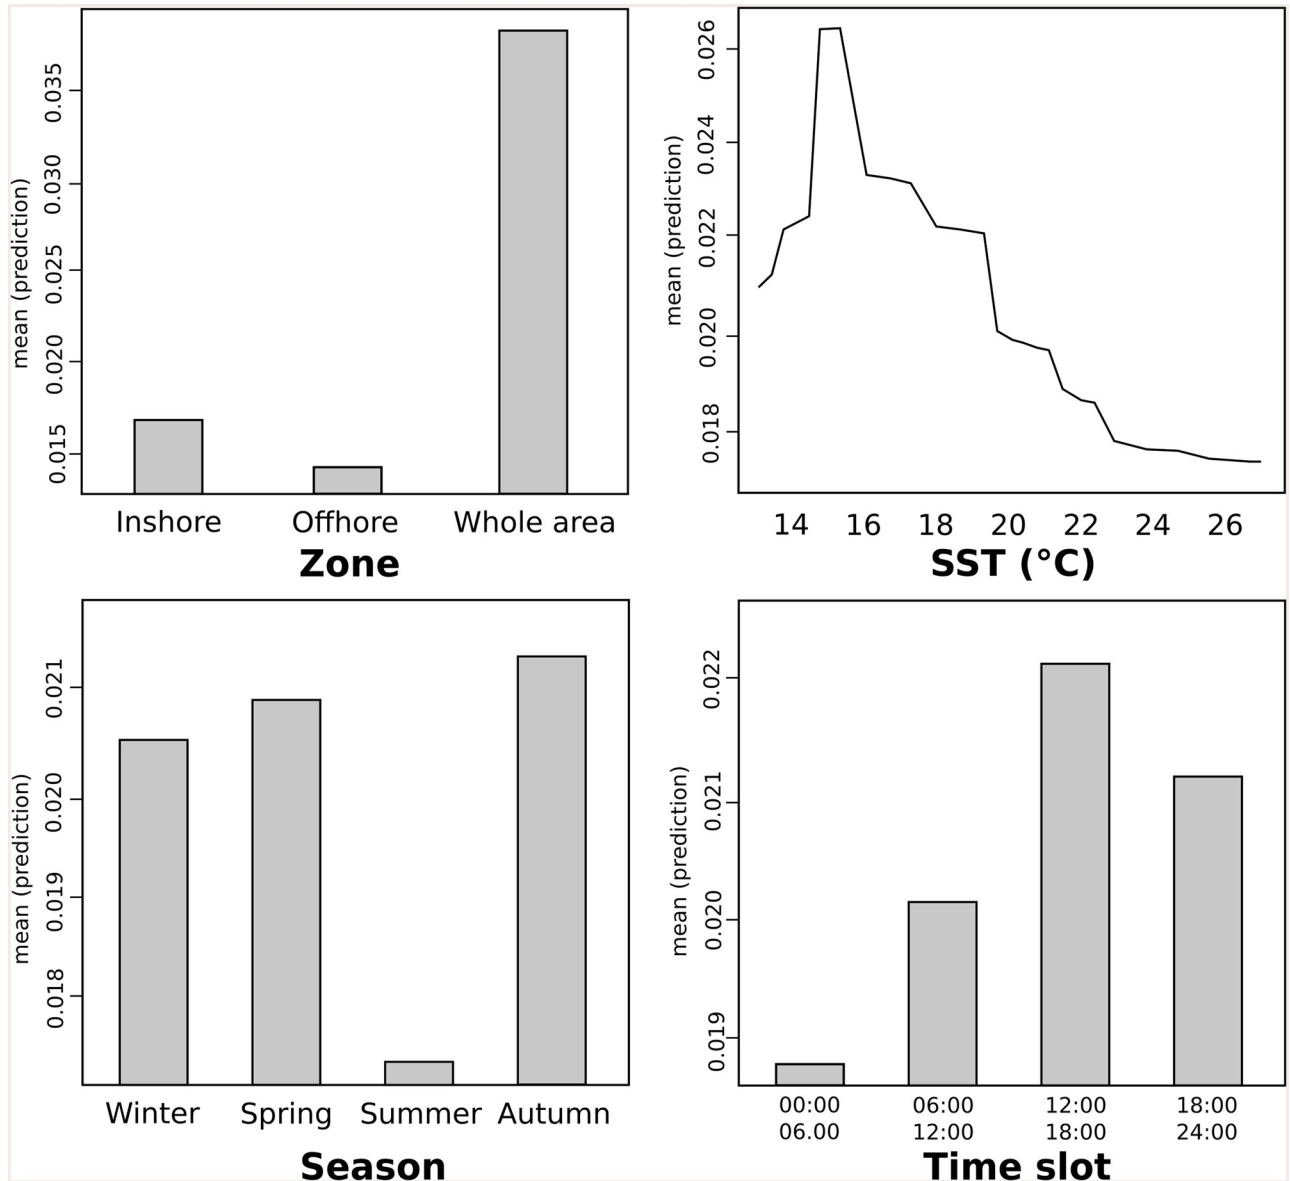 mean (prediction)
0.035
0.030
0.025
0.020
0.015
Inshore Offhore Whole area
Zone
mean (prediction)
0.026
0.024
0.022
0.020
0.018
14 16 18 20 22 24 26
SST (°C)
mean (prediction)
0.021
0.020
0.019
0.018
Winter Spring Summer Autumn
Season
mean (prediction)
0.022
0.021
0.020
0.019
00:00 06:00 12:00 18:00
06:00 12:00 18:00 24:00
Time slot